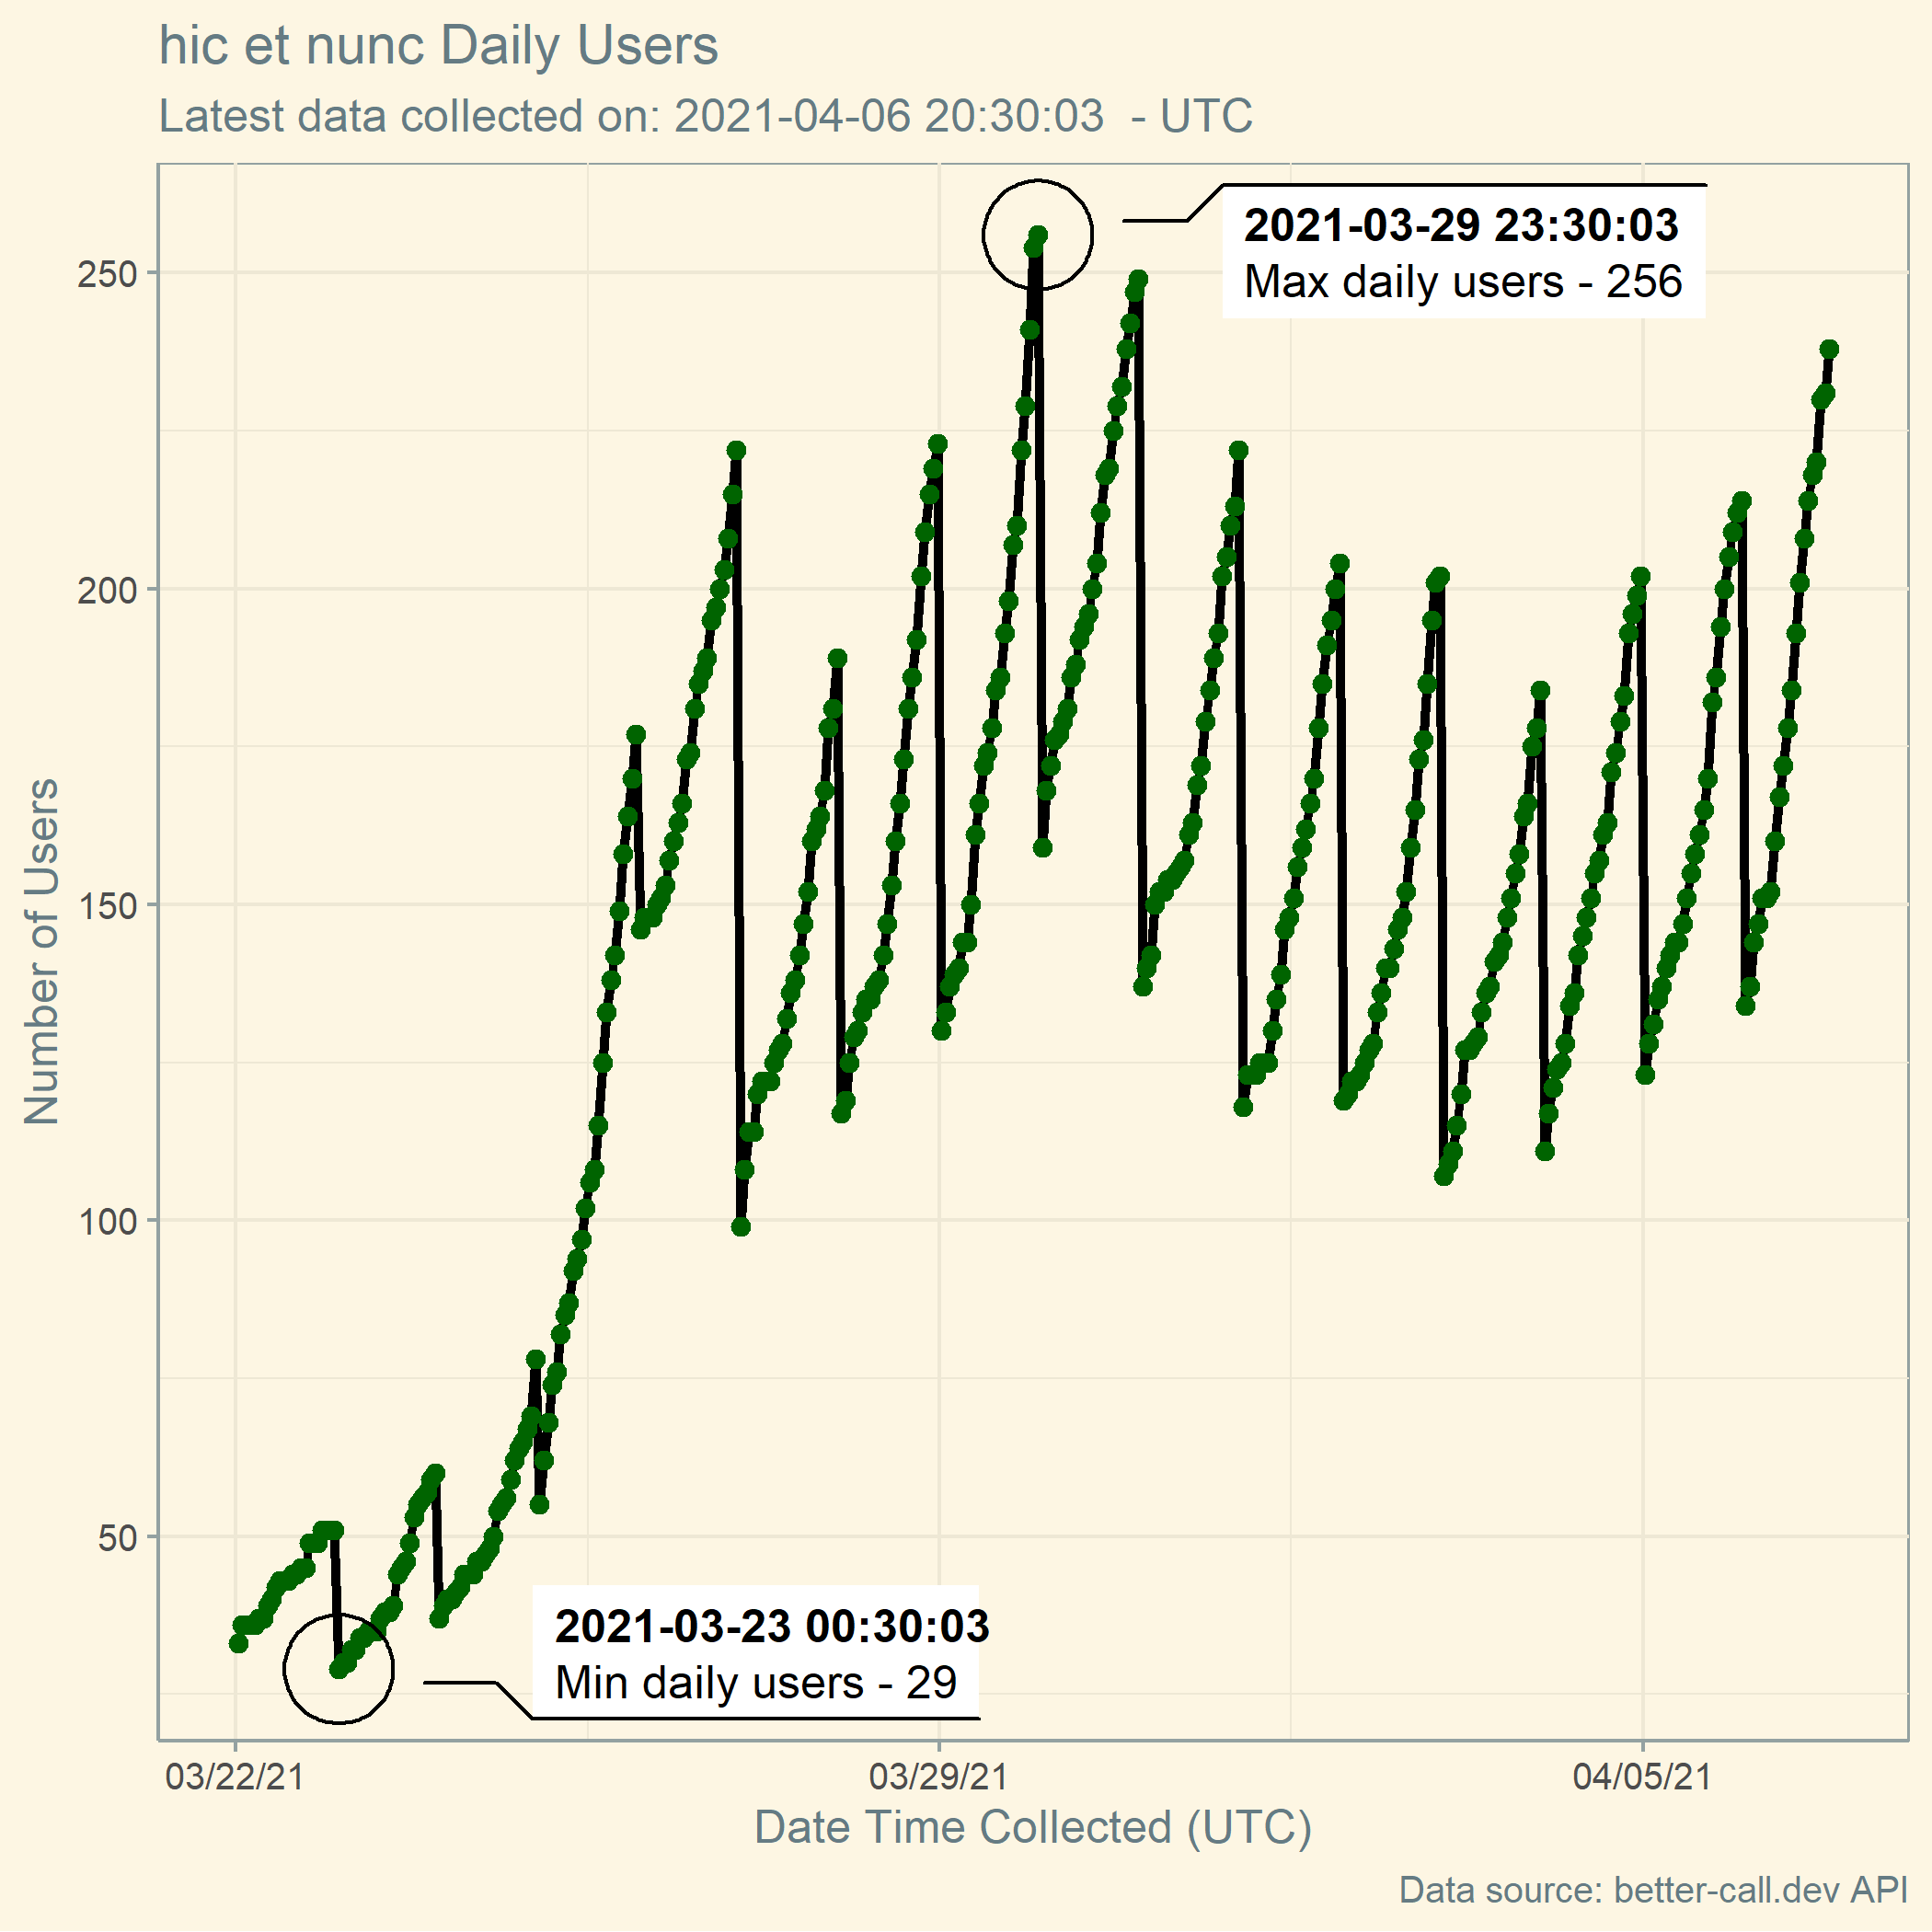 hic et nunc Daily Users
Latest data collected on: 2021-04-06 20:30:03  - UTC
2021-03-29 23:30:03
Max daily users - 256
250
200
150
100
50
Number of Users
2021-03-23 00:30:03
Min daily users - 29
03/22/21
03/29/21
04/05/21
Date Time Collected (UTC)
Data source: better-call.dev API